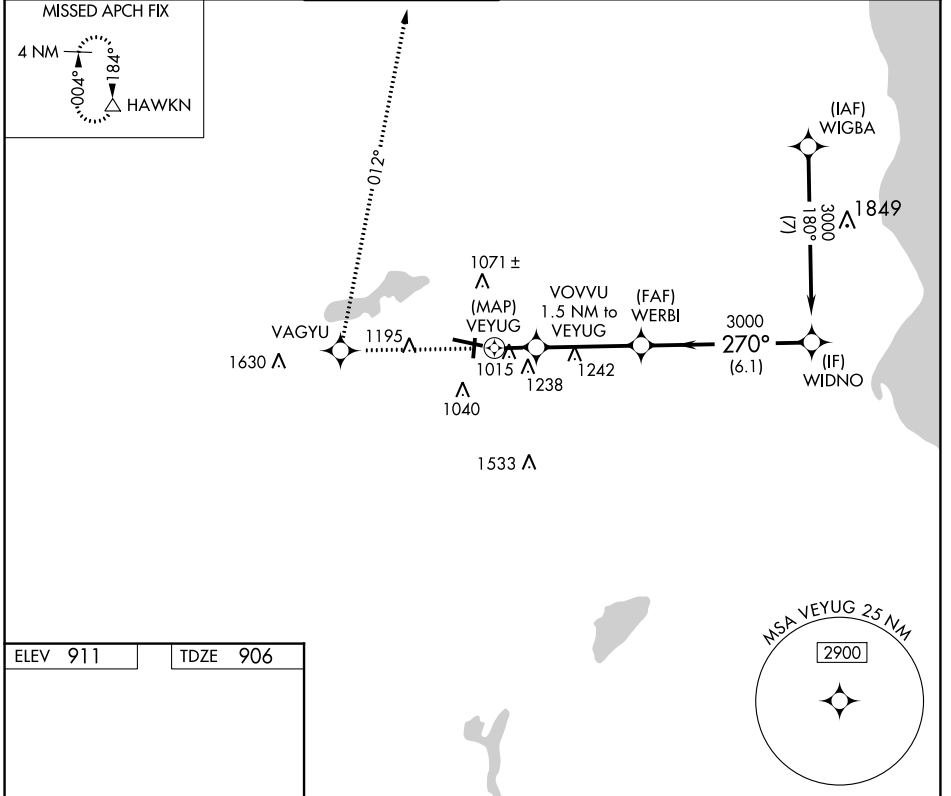 MISSED APCH FIX
4 NM
004°
184°
HAWKN
012°
(IAF)
WIGBA
3000
180°
(7)
1849
1071 ±
(MAP)
VEYUG
VOVVU
1.5 NM to
VEYUG
(FAF)
WERBI
3000
270°
(6.1)
(IF)
WIDNO
VAGYU
1195
1630
1015
1238
1242
1040
1533
MSA VEYUG 25 NM
2900
ELEV 911
TDZE 906